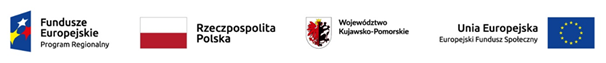 Fundusze
Europejskie
Program Regionalny
Rzeczpospolita
Polska
Województwo
Kujawsko-Pomorskie
Unia Europejska
Europejski Fundusz Społeczny